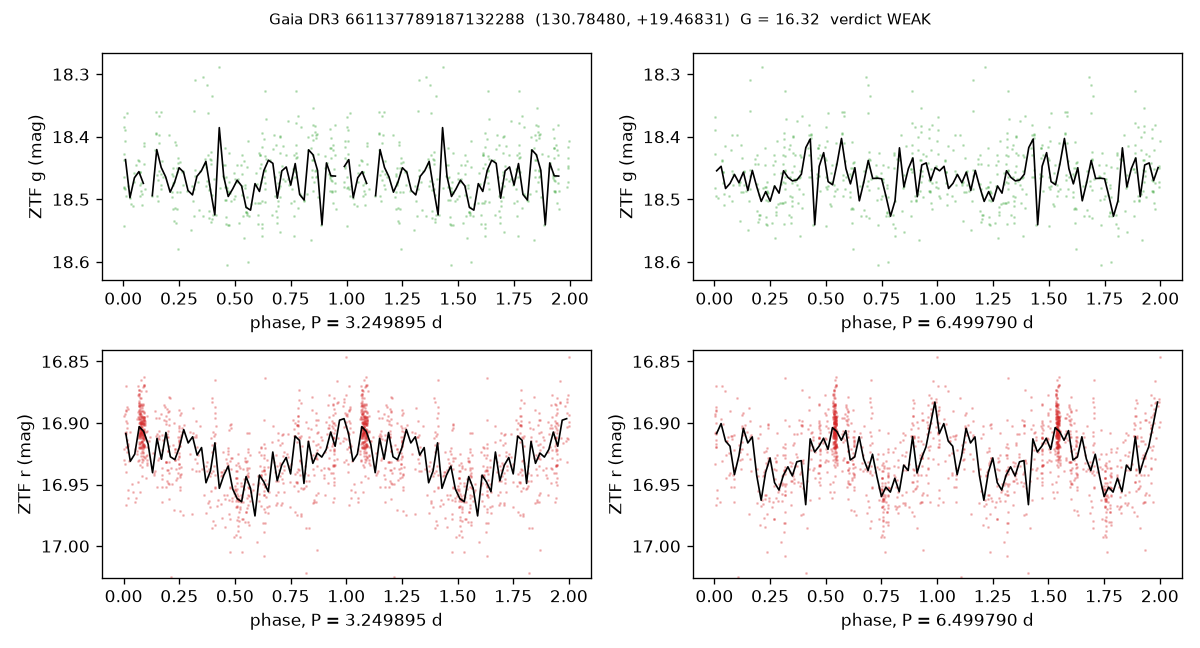 Gaia DR3 661137789187132288 (130.78480, +19.46831) G = 16.32 verdict WEAK
ZTF g (mag)
18.3
18.4
18.5
18.6
0.00 0.25 0.50 0.75 1.00 1.25 1.50 1.75 2.00
phase, P = 3.249895 d
ZTF g (mag)
18.3
18.4
18.5
18.6
0.00 0.25 0.50 0.75 1.00 1.25 1.50 1.75 2.00
phase, P = 6.499790 d
ZTF r (mag)
16.85
16.90
16.95
17.00
0.00 0.25 0.50 0.75 1.00 1.25 1.50 1.75 2.00
phase, P = 3.249895 d
ZTF r (mag)
16.85
16.90
16.95
17.00
0.00 0.25 0.50 0.75 1.00 1.25 1.50 1.75 2.00
phase, P = 6.499790 d